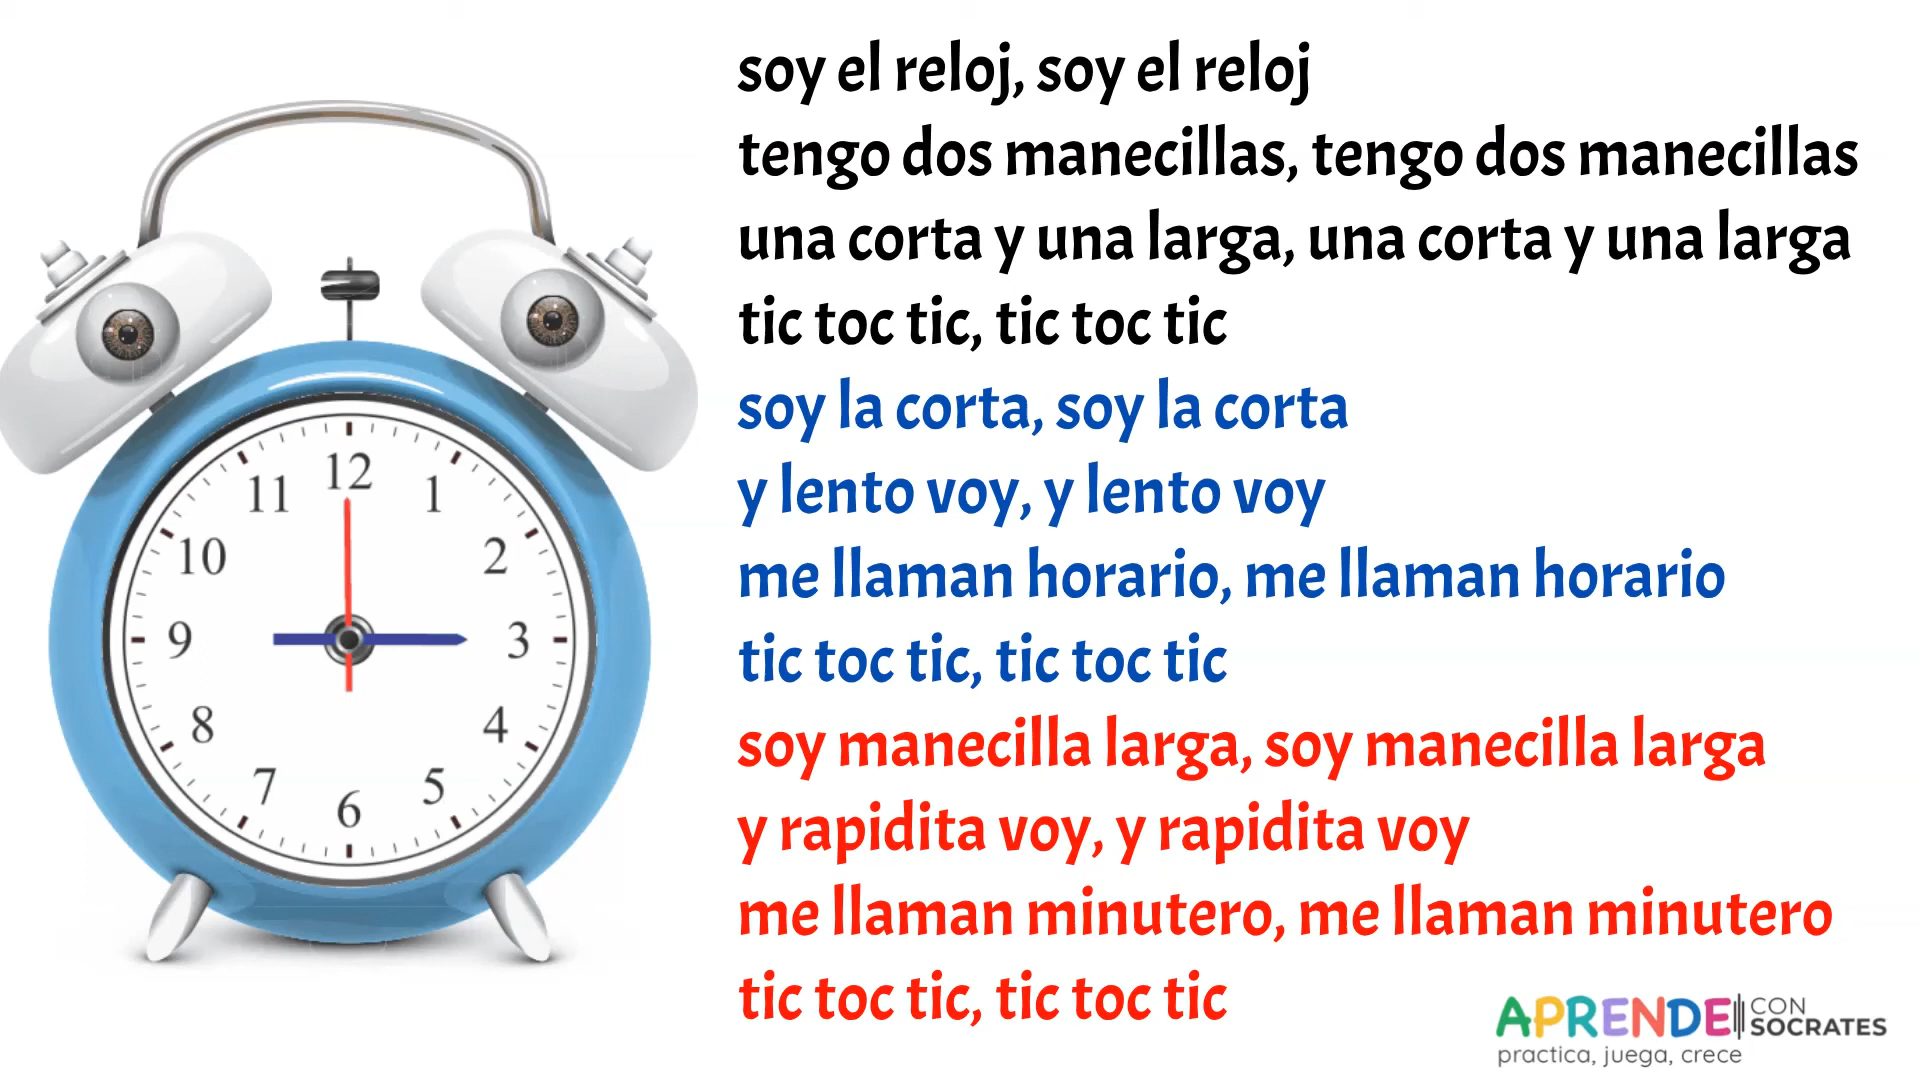 soy el reloj, soy el reloj
tengo dos manecillas, tengo dos manecillas
una corta y una larga, una corta y una larga
tic toc tic, tic toc tic
soy la corta, soy la corta
y lento voy, y lento voy
me llaman horario, me llaman horario
tic toc tic, tic toc tic
soy manecilla larga, soy manecilla larga
y rapidita voy, y rapidita voy
me llaman minutero, me llaman minutero
tic toc tic, tic toc tic
12
1
2
3
4
5
6
7
8
9
10
11
APRENDE CON
SOCRATES
practica, juega, crece